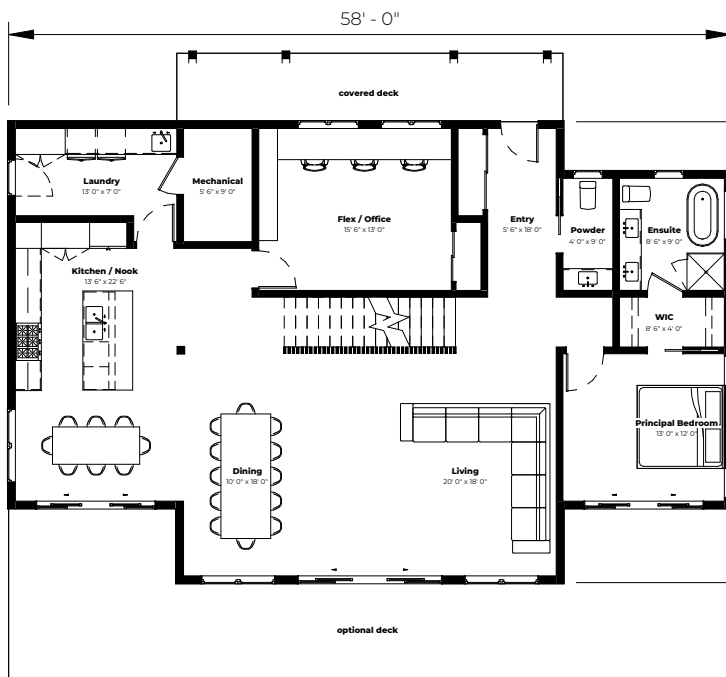 58' - 0"
covered deck
Laundry
13' 0" x 7' 0"
Mechanical
5' 6" x 9' 0"
Flex / Office
15' 6" x 13' 0"
Entry
5' 6" x 18' 0"
Powder
4' 0" x 9' 0"
Ensuite
8' 6" x 9' 0"
Kitchen / Nook
13' 6" x 22' 6"
WIC
8' 6" x 4' 0"
Principal Bedroom
13' 0" x 12' 0"
Dining
10' 0" x 18' 0"
Living
20' 0" x 18' 0"
optional deck